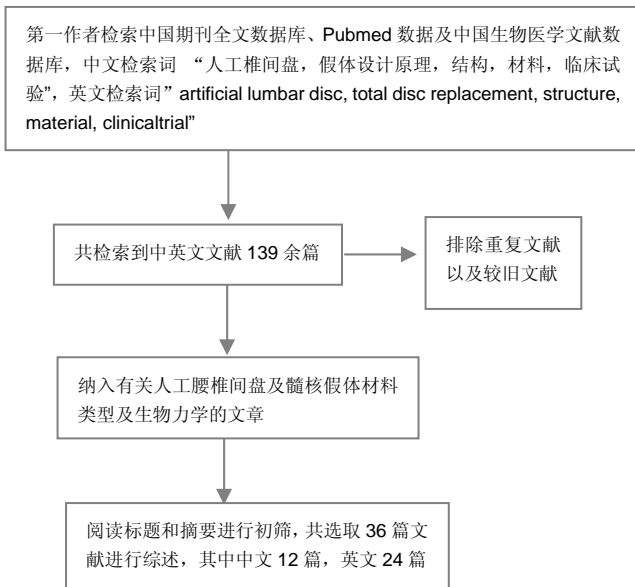 第一作者检索中国期刊全文数据库、Pubmed 数据及中国生物医学文献数
据库，中文检索词 “人工椎间盘，假体设计原理，结构，材料，临床试
验”，英文检索词”artificial lumbar disc, total disc replacement, structure,
material, clinicaltrial”
共检索到中英文文献 139 余篇
排除重复文献
以及较旧文献
纳入有关人工腰椎间盘及髓核假体材料
类型及生物力学的文章
阅读标题和摘要进行初筛，共选取 36 篇文
献进行综述，其中中文 12 篇，英文 24 篇